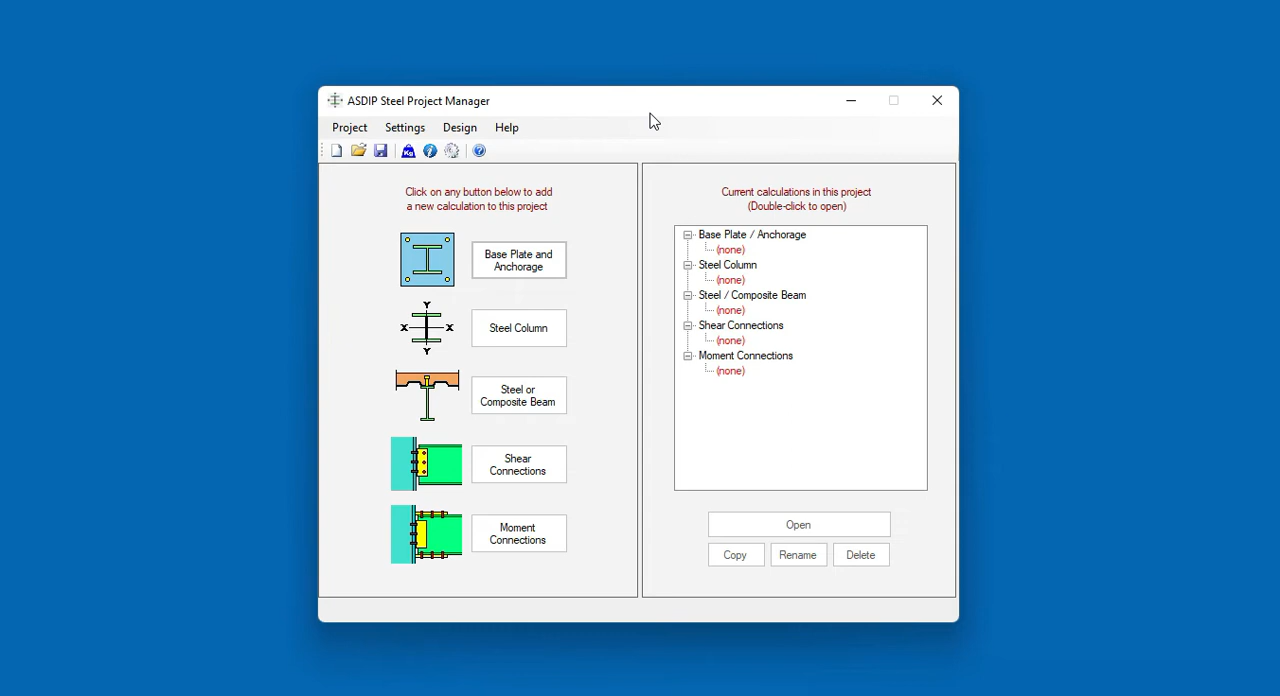 ASDIP Steel Project Manager
Project Settings Design Help
Kg
Click on any button below to add
a new calculation to this project
Base Plate and
Anchorage
Y
X X
Y
Steel Column
Steel or
Composite Beam
Shear
Connections
Moment
Connections
Current calculations in this project
(Double-click to open)
Base Plate / Anchorage
(none)
Steel Column
(none)
Steel / Composite Beam
(none)
Shear Connections
(none)
Moment Connections
(none)
Open
Copy Rename Delete